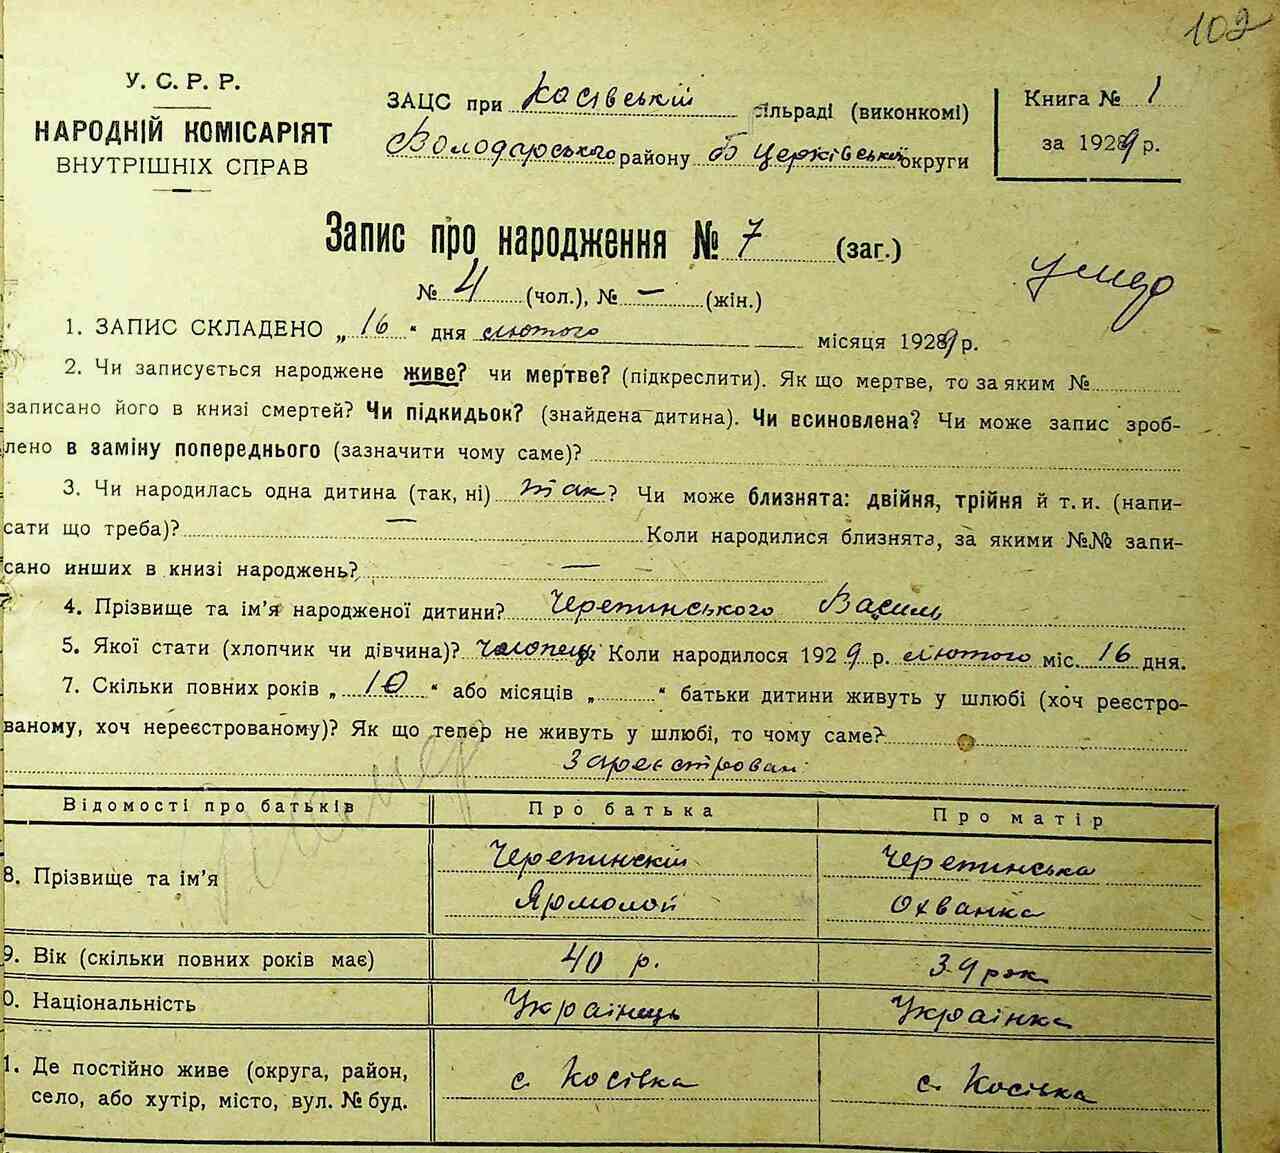 102
У. С. Р. Р.
НАРОДНІЙ КОМІСАРІЯТ
ВНУТРІШНІХ СПРАВ
ЗАЦС при Косівській сільраді (виконкомі)
Володарського району Б Церківської округи
Книга № 1
за 1929 р.
Запис про народження № 7 (заг.)
№ 4 (чол.), № — (жін.)
умер
1. ЗАПИС СКЛАДЕНО „ 16 “ дня лютого місяця 1929 р.
2. Чи записується народжене живе? чи мертве? (підкреслити). Як що мертве, то за яким №
записано його в книзі смертей? Чи підкидьок? (знайдена дитина). Чи всиновлена? Чи може запис зроб-
лено в заміну попереднього (зазначити чому саме)?
3. Чи народилась одна дитина (так, ні) так? Чи може близнята: двійня, трійня й т. и. (напи-
сати що треба)? — Коли народилися близнята, за якими №№ запи-
сано инших в книзі народжень? —
4. Прізвище та ім’я народженої дитини? Черепинського Василь
5. Якої стати (хлопчик чи дівчина)? Хлопець Коли народилося 1929 р. лютого міс. 16 дня.
7. Скільки повних років „ 10 “ або місяців „ “ батьки дитини живуть у шлюбі (хоч реєстро-
ваному, хоч нереєстрованому)? Як що тепер не живуть у шлюбі, то чому саме?
Зареєстровані
Відомості про батьків Про батька Про матір
8. Прізвище та ім’я Черепинскій Черепинська
Ярмолой Охванка
9. Вік (скільки повних років має) 40 р. 39 рок
0. Національність Українець Українка
1. Де постійно живе (округа, район,
село, або хутір, місто, вул. № буд. с. Косівка с. Косівка